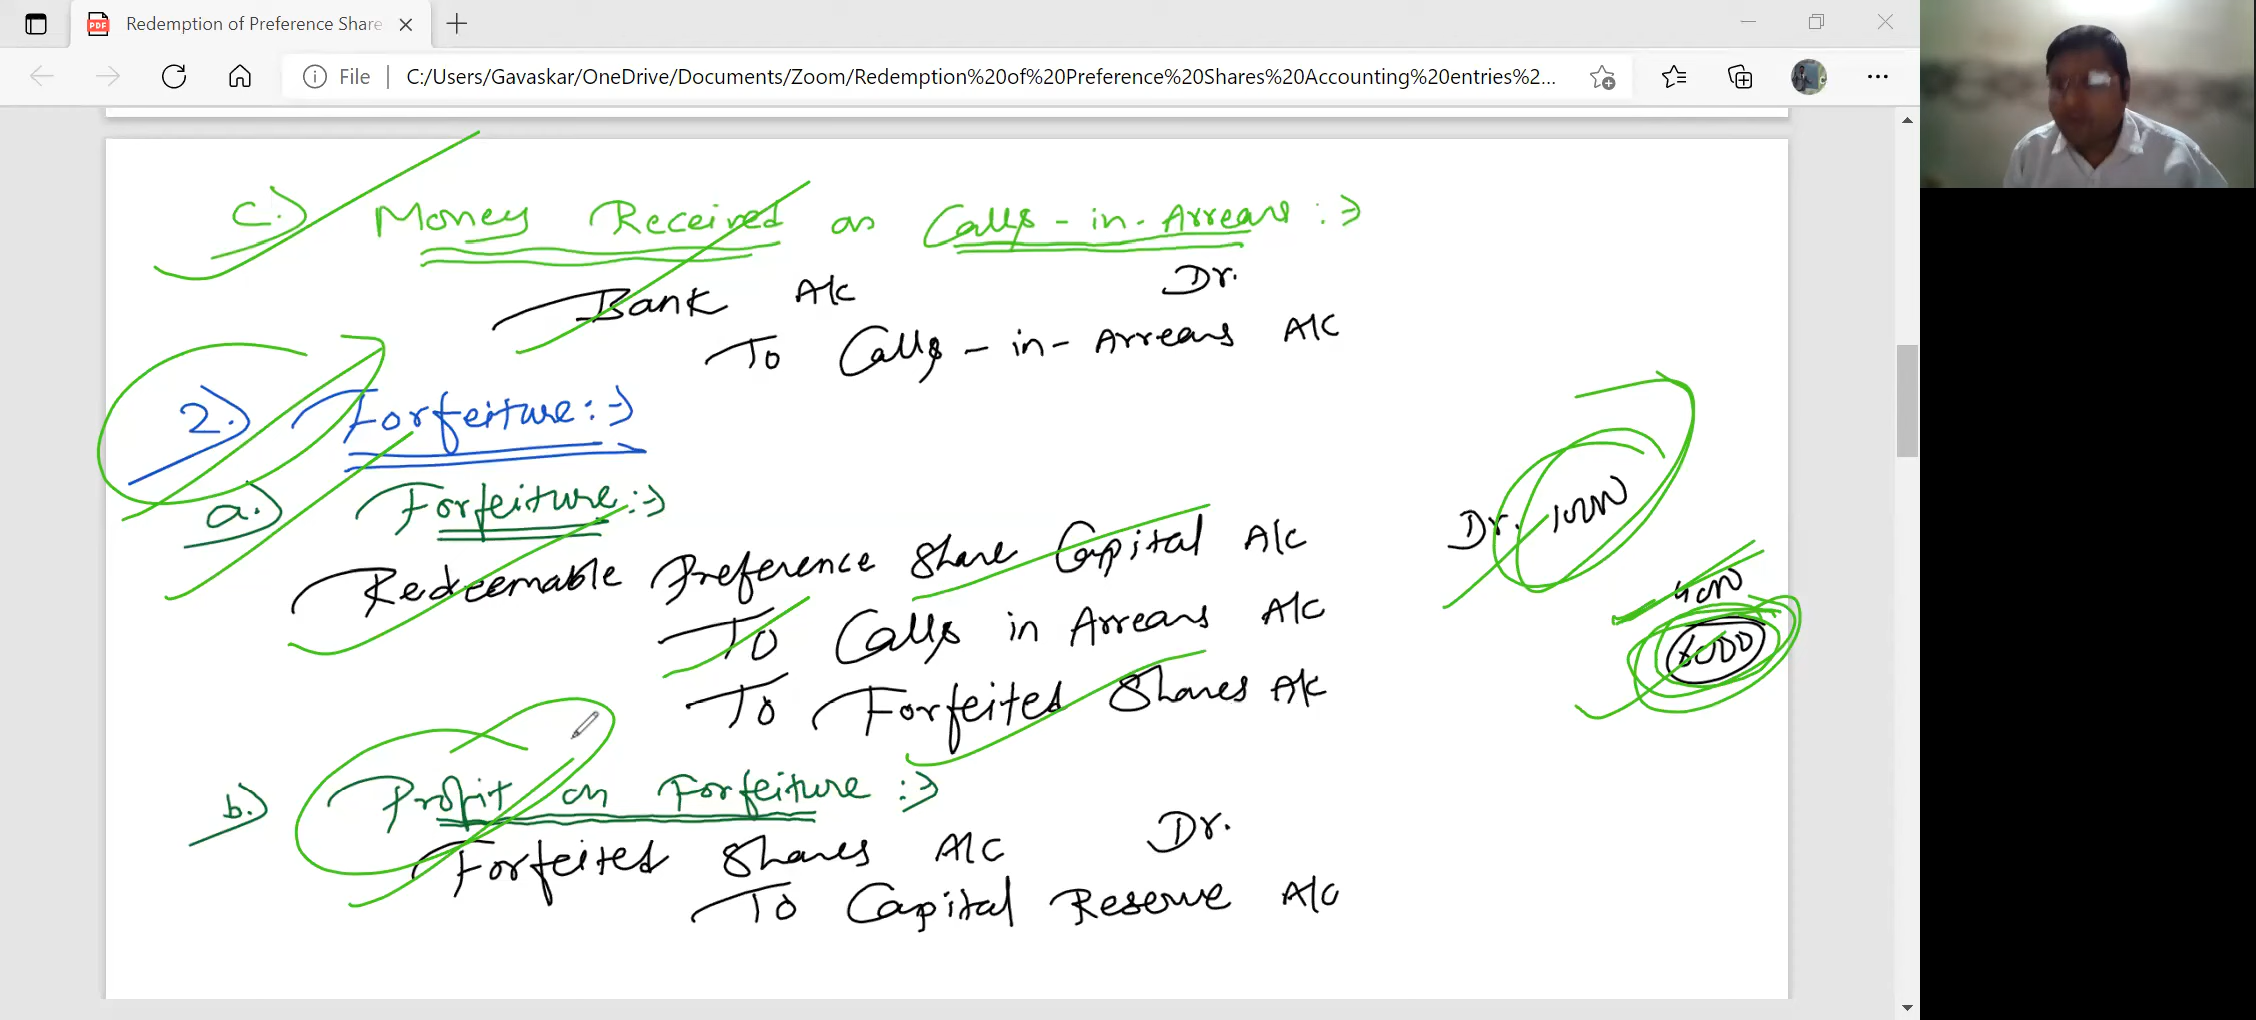 Redemption of Preference Share
File
C:/Users/Gavaskar/OneDrive/Documents/Zoom/Redemption%20of%20Preference%20Shares%20Accounting%20entries%2...
c.) Money Received on Calls-in-Arrears :→
Bank A/c Dr.
To Calls-in-Arrears A/c
2.) Forfeiture:→
a.) Forfeiture:→
Redeemable Preference Share Capital A/c Dr. 10000
To Calls in Arrears A/c 4000
To Forfeited Shares A/c 6000
b.) Profit on Forfeiture :→
Forfeited Shares A/c Dr.
To Capital Reserve A/c